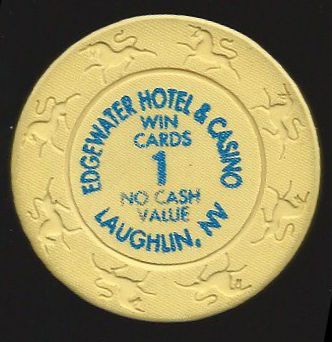 EDGEWATER HOTEL & CASINO
WIN
CARDS
1
NO CASH
VALUE
LAUGHLIN, NV